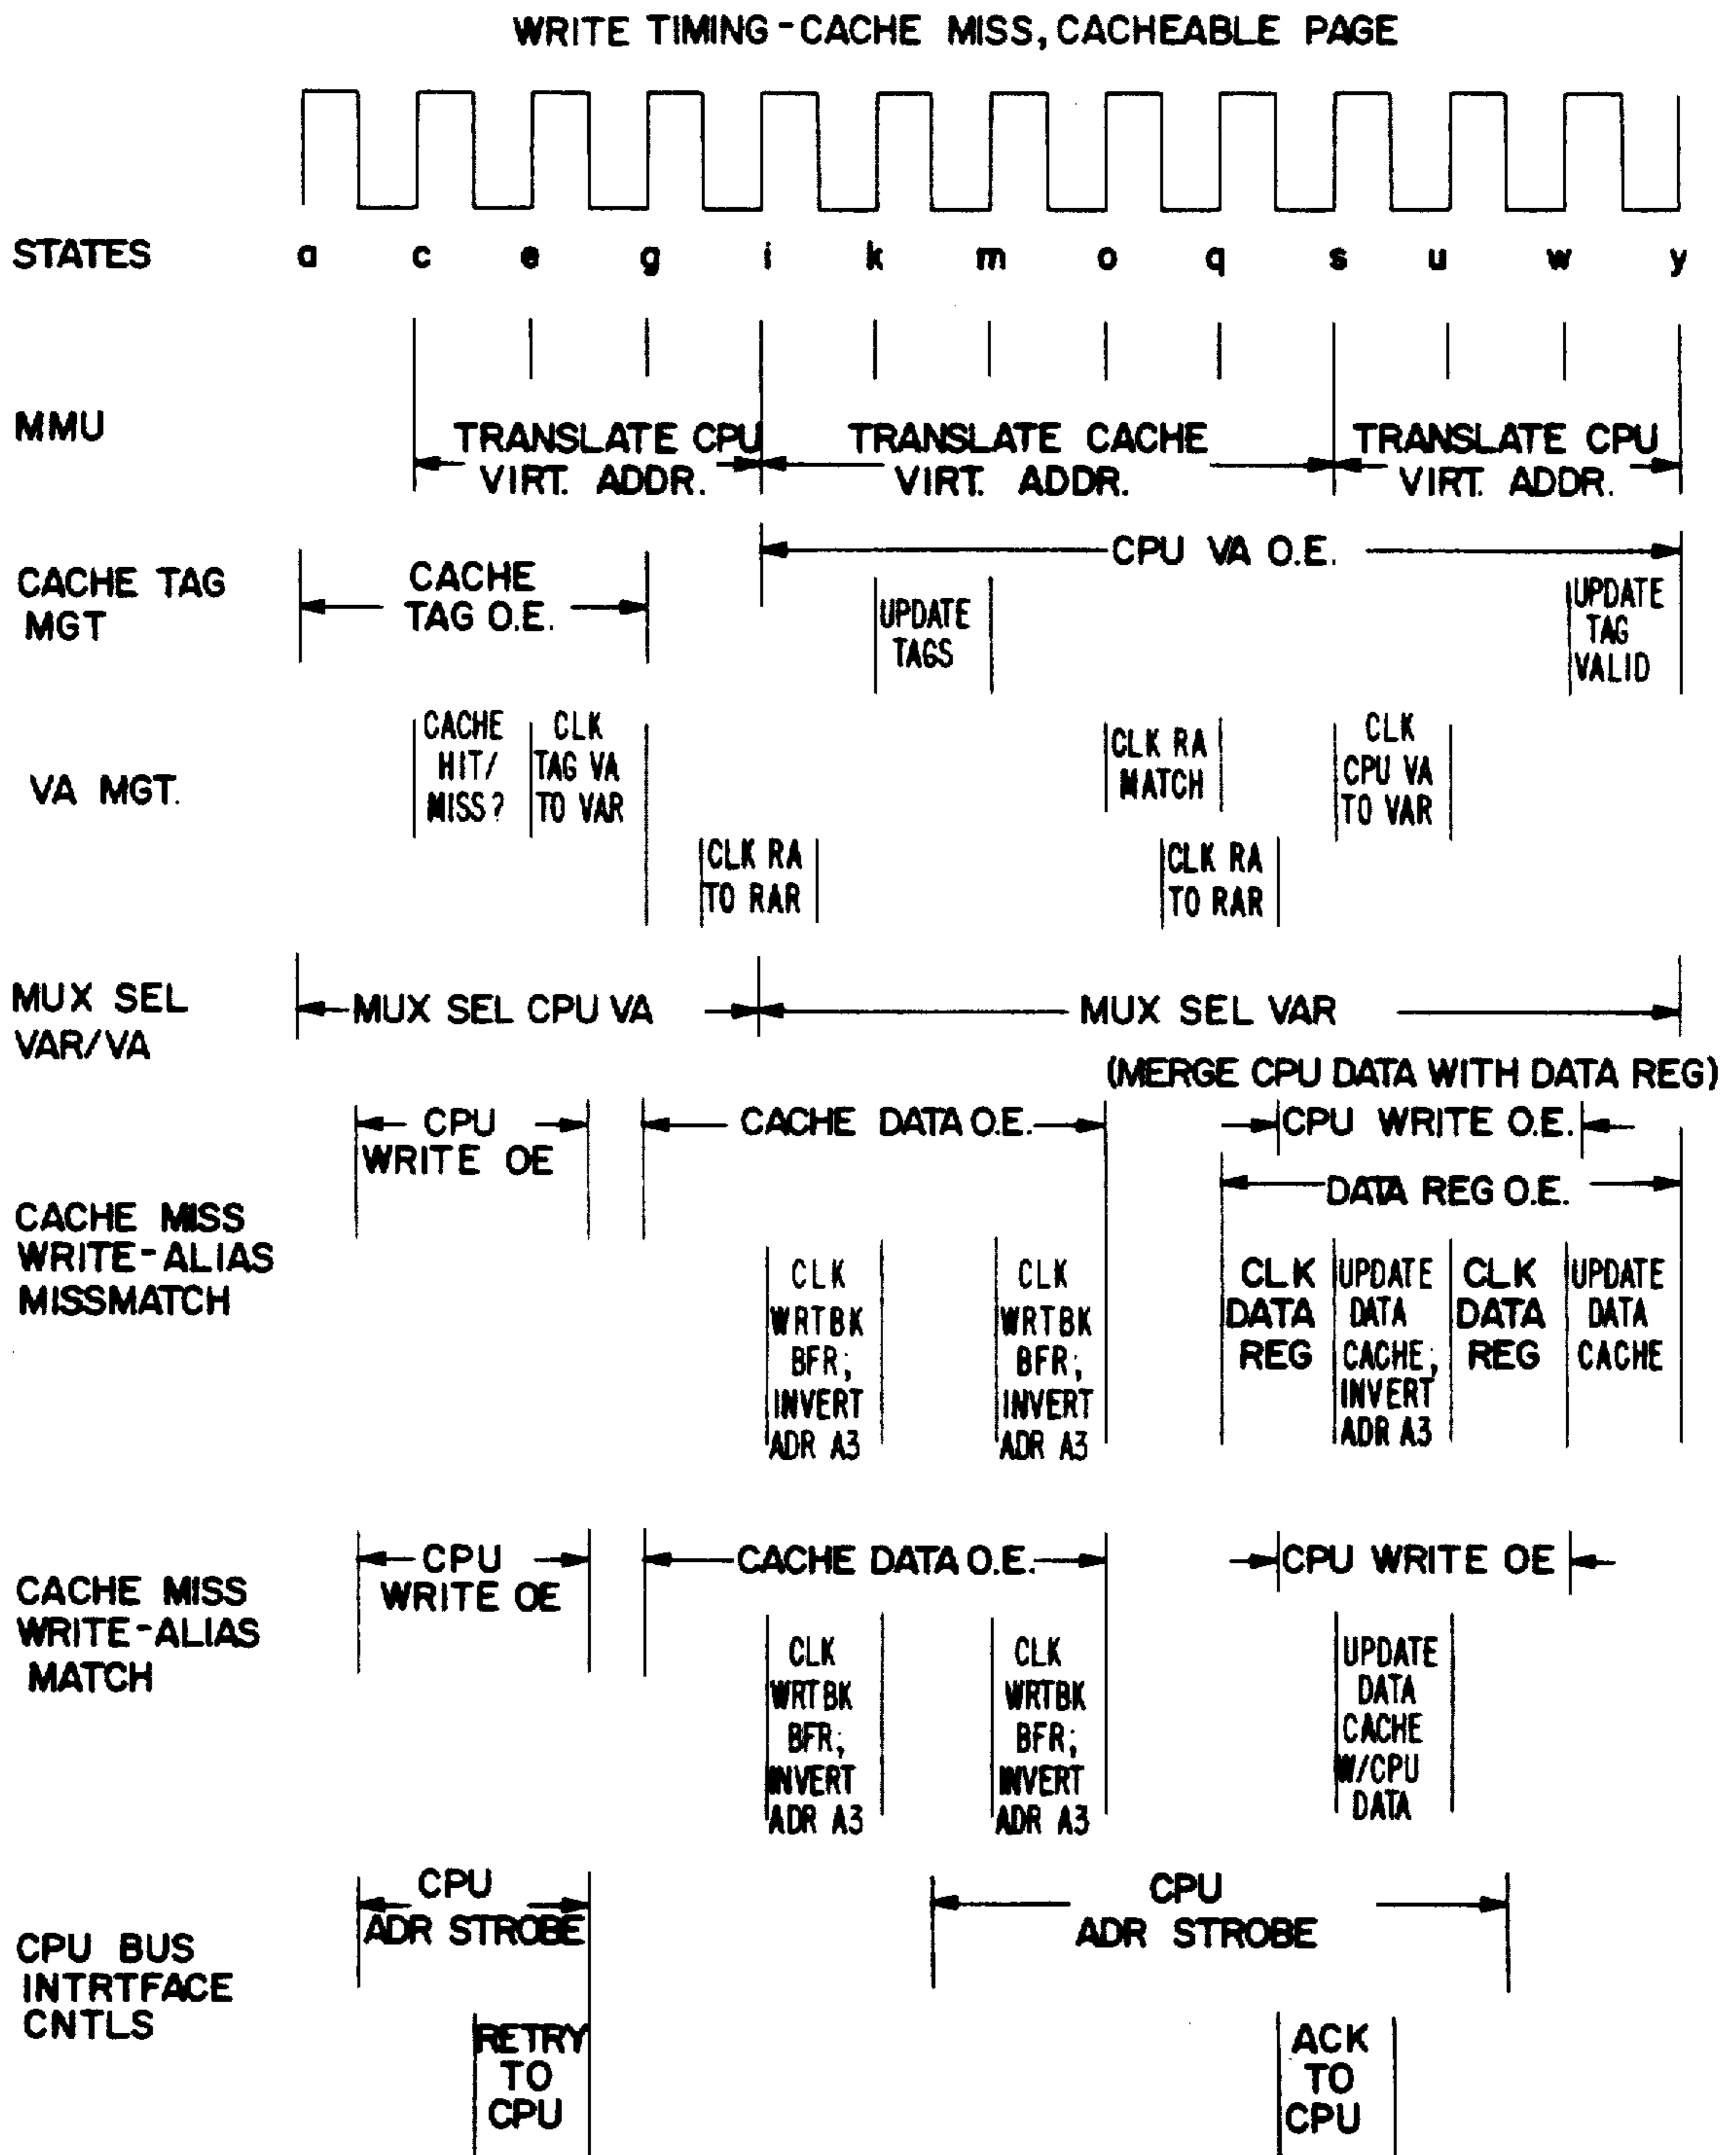 WRITE TIMING-CACHE MISS, CACHEABLE PAGE
STATES a c e g i k m o q s u w y
MMU
TRANSLATE CPU
VIRT. ADDR.
TRANSLATE CACHE
VIRT. ADDR.
TRANSLATE CPU
VIRT. ADDR.
CACHE TAG
MGT
CACHE
TAG O.E.
CPU VA O.E.
UPDATE
TAGS
UPDATE
TAG
VALID
VA MGT.
CACHE
HIT/
MISS?
CLK
TAG VA
TO VAR
CLK RA
TO RAR
CLK RA
MATCH
CLK RA
TO RAR
CLK
CPU VA
TO VAR
MUX SEL
VAR/VA
MUX SEL CPU VA
MUX SEL VAR
(MERGE CPU DATA WITH DATA REG)
CACHE MISS
WRITE-ALIAS
MISSMATCH
CPU
WRITE OE
CACHE DATA O.E.
CPU WRITE O.E.
DATA REG O.E.
CLK
WRTBK
BFR;
INVERT
ADR A3
CLK
WRTBK
BFR;
INVERT
ADR A3
CLK
DATA
REG
UPDATE
DATA
CACHE;
INVERT
ADR A3
CLK
DATA
REG
UPDATE
DATA
CACHE
CACHE MISS
WRITE-ALIAS
MATCH
CPU
WRITE OE
CACHE DATA O.E.
CPU WRITE OE
CLK
WRTBK
BFR;
INVERT
ADR A3
CLK
WRTBK
BFR;
INVERT
ADR A3
UPDATE
DATA
CACHE
W/CPU
DATA
CPU BUS
INTRTFACE
CNTLS
CPU
ADR STROBE
CPU
ADR STROBE
RETRY
TO
CPU
ACK
TO
CPU